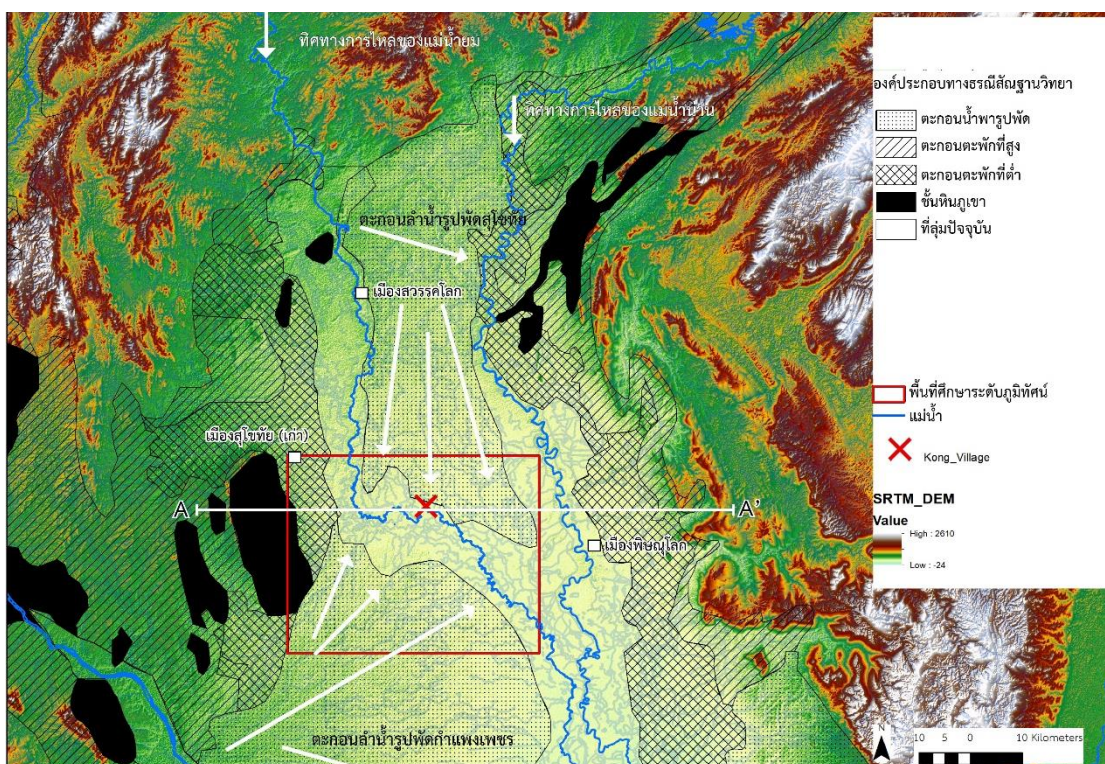 ทิศทางการไหลของแม่น้ำยม
ทิศทางการไหลของแม่น้ำน่าน
ตะกอนลำน้ำรูปพัดสุโขทัย
เมืองสวรรคโลก
เมืองสุโขทัย (เก่า)
A
A'
เมืองพิษณุโลก
ตะกอนลำน้ำรูปพัดกำแพงเพชร
องค์ประกอบทางธรณีสัณฐานวิทยา
ตะกอนน้ำพารูปพัด
ตะกอนตะพักที่สูง
ตะกอนตะพักที่ต่ำ
ชั้นหินภูเขา
ที่ลุ่มปัจจุบัน
พื้นที่ศึกษาระดับภูมิทัศน์
แม่น้ำ
Kong_Village
SRTM_DEM
Value
High : 2610
Low : -24
N
10 5 0 10 Kilometers